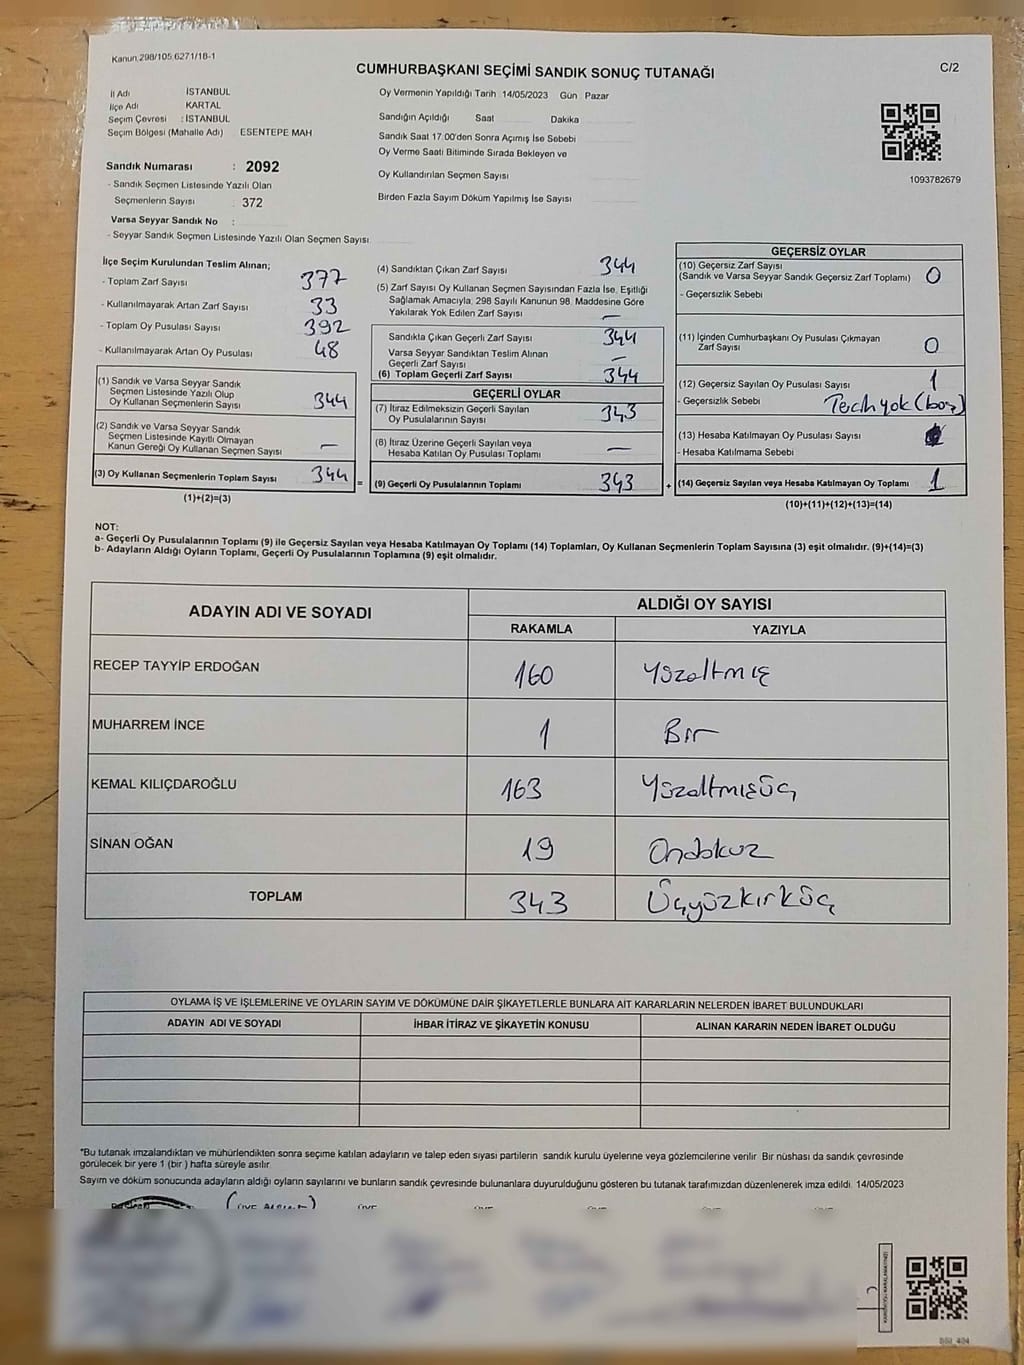 Kanun.298/105,6271/18-1
CUMHURBAŞKANI SEÇİMİ SANDIK SONUÇ TUTANAĞI
C/2
İl Adı İSTANBUL
İlçe Adı KARTAL
Seçim Çevresi : İSTANBUL
Seçim Bölgesi (Mahalle Adı) ESENTEPE MAH
Oy Vermenin Yapıldığı Tarih 14/05/2023 Gün Pazar
Sandığın Açıldığı Saat Dakika
Sandık Saat 17.00'den Sonra Açımış İse Sebebi
Oy Verme Saati Bitiminde Sırada Bekleyen ve
Oy Kullandırılan Seçmen Sayısı
Birden Fazla Sayım Döküm Yapılmış İse Sayısı
1093782679
Sandık Numarası : 2092
- Sandık Seçmen Listesinde Yazılı Olan
Seçmenlerin Sayısı : 372
Varsa Seyyar Sandık No :
- Seyyar Sandık Seçmen Listesinde Yazılı Olan Seçmen Sayısı
İlçe Seçim Kurulundan Teslim Alınan;
- Toplam Zarf Sayısı 377
- Kullanılmayarak Artan Zarf Sayısı 33
- Toplam Oy Pusulası Sayısı 392
- Kullanılmayarak Artan Oy Pusulası 48
(1) Sandık ve Varsa Seyyar Sandık
Seçmen Listesinde Yazılı Olup
Oy Kullanan Seçmenlerin Sayısı 344
(2) Sandık ve Varsa Seyyar Sandık
Seçmen Listesinde Kayıtlı Olmayan
Kanun Gereği Oy Kullanan Seçmen Sayısı —
(3) Oy Kullanan Seçmenlerin Toplam Sayısı 344 =
(1)+(2)=(3)
(4) Sandıktan Çıkan Zarf Sayısı 344
(5) Zarf Sayısı Oy Kullanan Seçmen Sayısından Fazla İse, Eşitliği
Sağlamak Amacıyla, 298 Sayılı Kanunun 98. Maddesine Göre
Yakılarak Yok Edilen Zarf Sayısı —
Sandıkla Çıkan Geçerli Zarf Sayısı 344
Varsa Seyyar Sandıktan Teslim Alınan
Geçerli Zarf Sayısı —
(6) Toplam Geçerli Zarf Sayısı 344
GEÇERLİ OYLAR
(7) İtiraz Edilmeksizin Geçerli Sayılan
Oy Pusulalarının Sayısı 343
(8) İtiraz Üzerine Geçerli Sayılan veya
Hesaba Katılan Oy Pusulası Toplamı —
(9) Geçerli Oy Pusulalarının Toplamı 343 +
GEÇERSİZ OYLAR
(10) Geçersiz Zarf Sayısı
(Sandık ve Varsa Seyyar Sandık Geçersiz Zarf Toplamı) 0
- Geçersizlik Sebebi
(11) İçinden Cumhurbaşkanı Oy Pusulası Çıkmayan
Zarf Sayısı 0
(12) Geçersiz Sayılan Oy Pusulası Sayısı 1
- Geçersizlik Sebebi Tercih yok (boş)
(13) Hesaba Katılmayan Oy Pusulası Sayısı
- Hesaba Katılmama Sebebi
(14) Geçersiz Sayılan veya Hesaba Katılmayan Oy Toplamı 1
(10)+(11)+(12)+(13)=(14)
NOT:
a- Geçerli Oy Pusulalarının Toplamı (9) ile Geçersiz Sayılan veya Hesaba Katılmayan Oy Toplamı (14) Toplamları, Oy Kullanan Seçmenlerin Toplam Sayısına (3) eşit olmalıdır. (9)+(14)=(3)
b- Adayların Aldığı Oyların Toplamı, Geçerli Oy Pusulalarının Toplamına (9) eşit olmalıdır.
ADAYIN ADI VE SOYADI
ALDIĞI OY SAYISI
RAKAMLA YAZIYLA
RECEP TAYYİP ERDOĞAN 160 Yüzaltmış
MUHARREM İNCE 1 Bir
KEMAL KILIÇDAROĞLU 163 Yüzaltmışüç
SİNAN OĞAN 19 Ondokuz
TOPLAM 343 Üçyüzkırküç
OYLAMA İŞ VE İŞLEMLERİNE VE OYLARIN SAYIM VE DÖKÜMÜNE DAİR ŞİKAYETLERLE BUNLARA AİT KARARLARIN NELERDEN İBARET BULUNDUKLARI
ADAYIN ADI VE SOYADI İHBAR İTİRAZ VE ŞİKAYETİN KONUSU ALINAN KARARIN NEDEN İBARET OLDUĞU
*Bu tutanak imzalandıktan ve mühürlendikten sonra seçime katılan adayların ve talep eden siyasi partilerin sandık kurulu üyelerine veya gözlemcilerine verilir Bir nüshası da sandık çevresinde
görülecek bir yere 1 (bir ) hafta süreyle asılır.
Sayım ve döküm sonucunda adayların aldığı oyların sayılarını ve bunların sandık çevresinde bulunanlara duyurulduğunu gösteren bu tutanak tarafımızdan düzenlenerek imza edildi. 14/05/2023